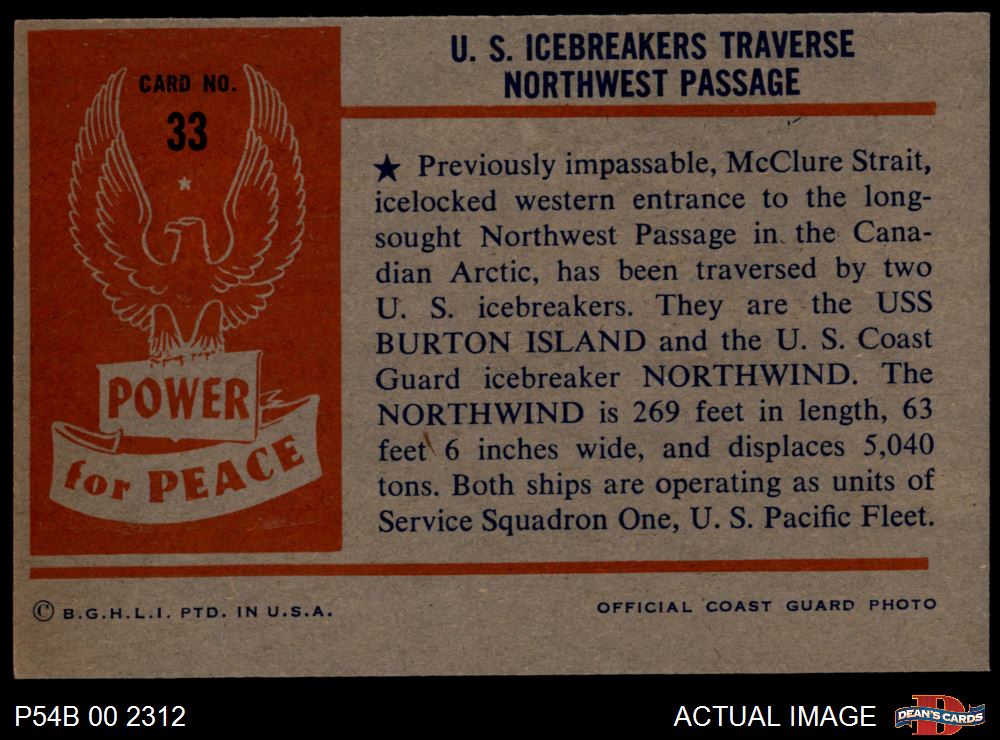 CARD NO.
33
POWER
for PEACE
U. S. ICEBREAKERS TRAVERSE
NORTHWEST PASSAGE
★ Previously impassable, McClure Strait,
icelocked western entrance to the long-
sought Northwest Passage in the Cana-
dian Arctic, has been traversed by two
U. S. icebreakers. They are the USS
BURTON ISLAND and the U. S. Coast
Guard icebreaker NORTHWIND. The
NORTHWIND is 269 feet in length, 63
feet 6 inches wide, and displaces 5,040
tons. Both ships are operating as units of
Service Squadron One, U. S. Pacific Fleet.
© B.G.H.L.I. PTD. IN U.S.A.
OFFICIAL COAST GUARD PHOTO
P54B 00 2312
ACTUAL IMAGE
D
DEAN'S CARDS